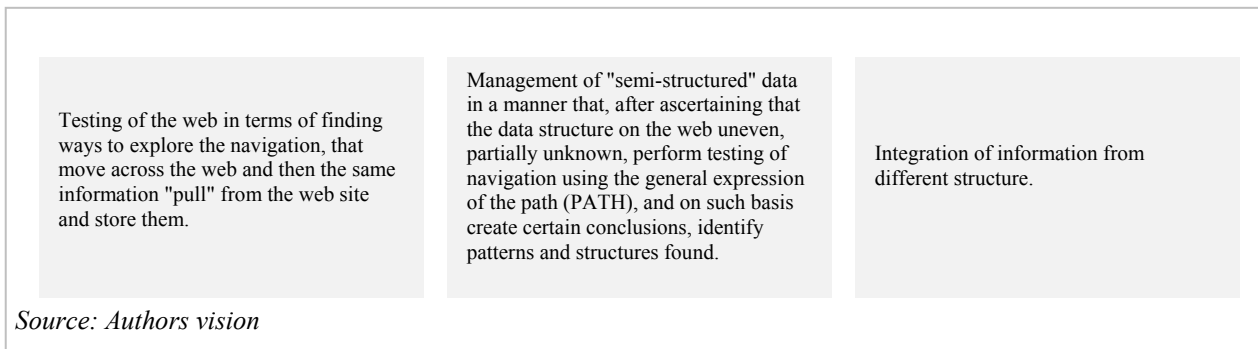 Testing of the web in terms of finding
ways to explore the navigation, that
move across the web and then the same
information "pull" from the web site
and store them.
Management of "semi-structured" data
in a manner that, after ascertaining that
the data structure on the web uneven,
partially unknown, perform testing of
navigation using the general expression
of the path (PATH), and on such basis
create certain conclusions, identify
patterns and structures found.
Integration of information from
different structure.
Source: Authors vision